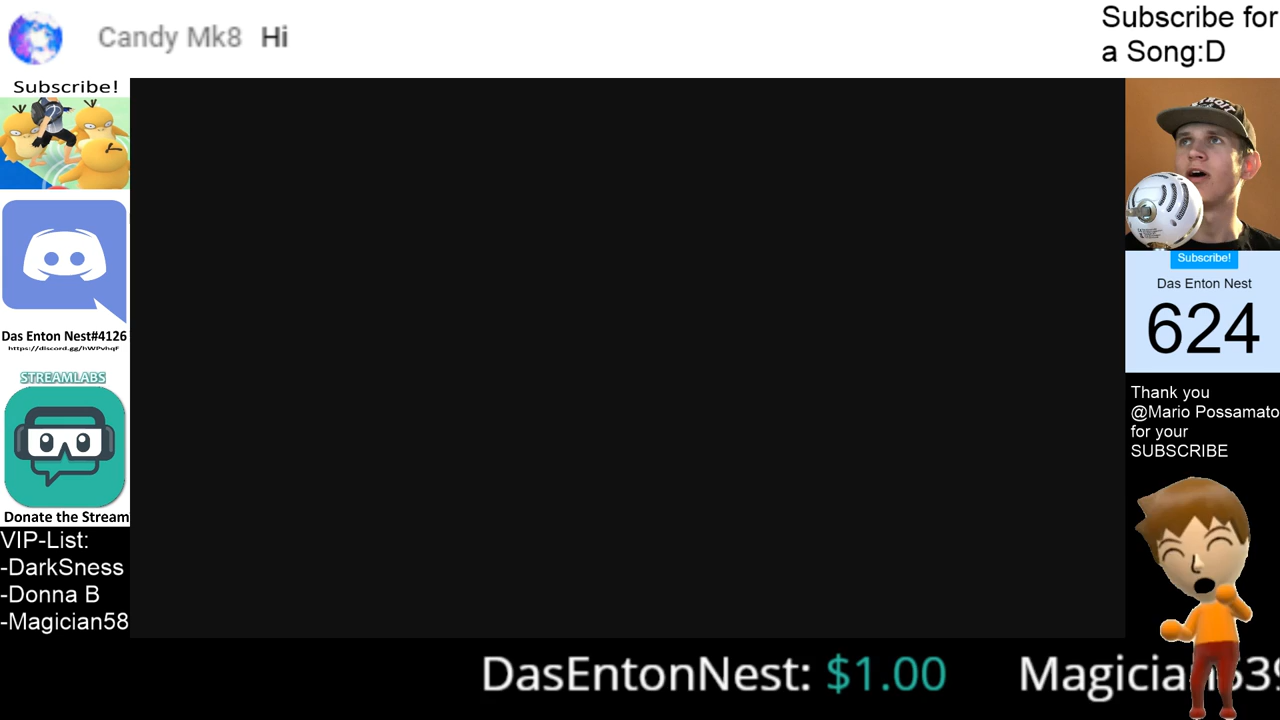 Candy Mk8 Hi
Subscribe for
a Song:D
Subscribe!
Das Enton Nest#4126
STREAMLABS
Donate the Stream
VIP-List:
-DarkSness
-Donna B
-Magician58
Subscribe!
Das Enton Nest
624
Thank you
@Mario Possamato
for your
SUBSCRIBE
DasEntonNest: $1.00